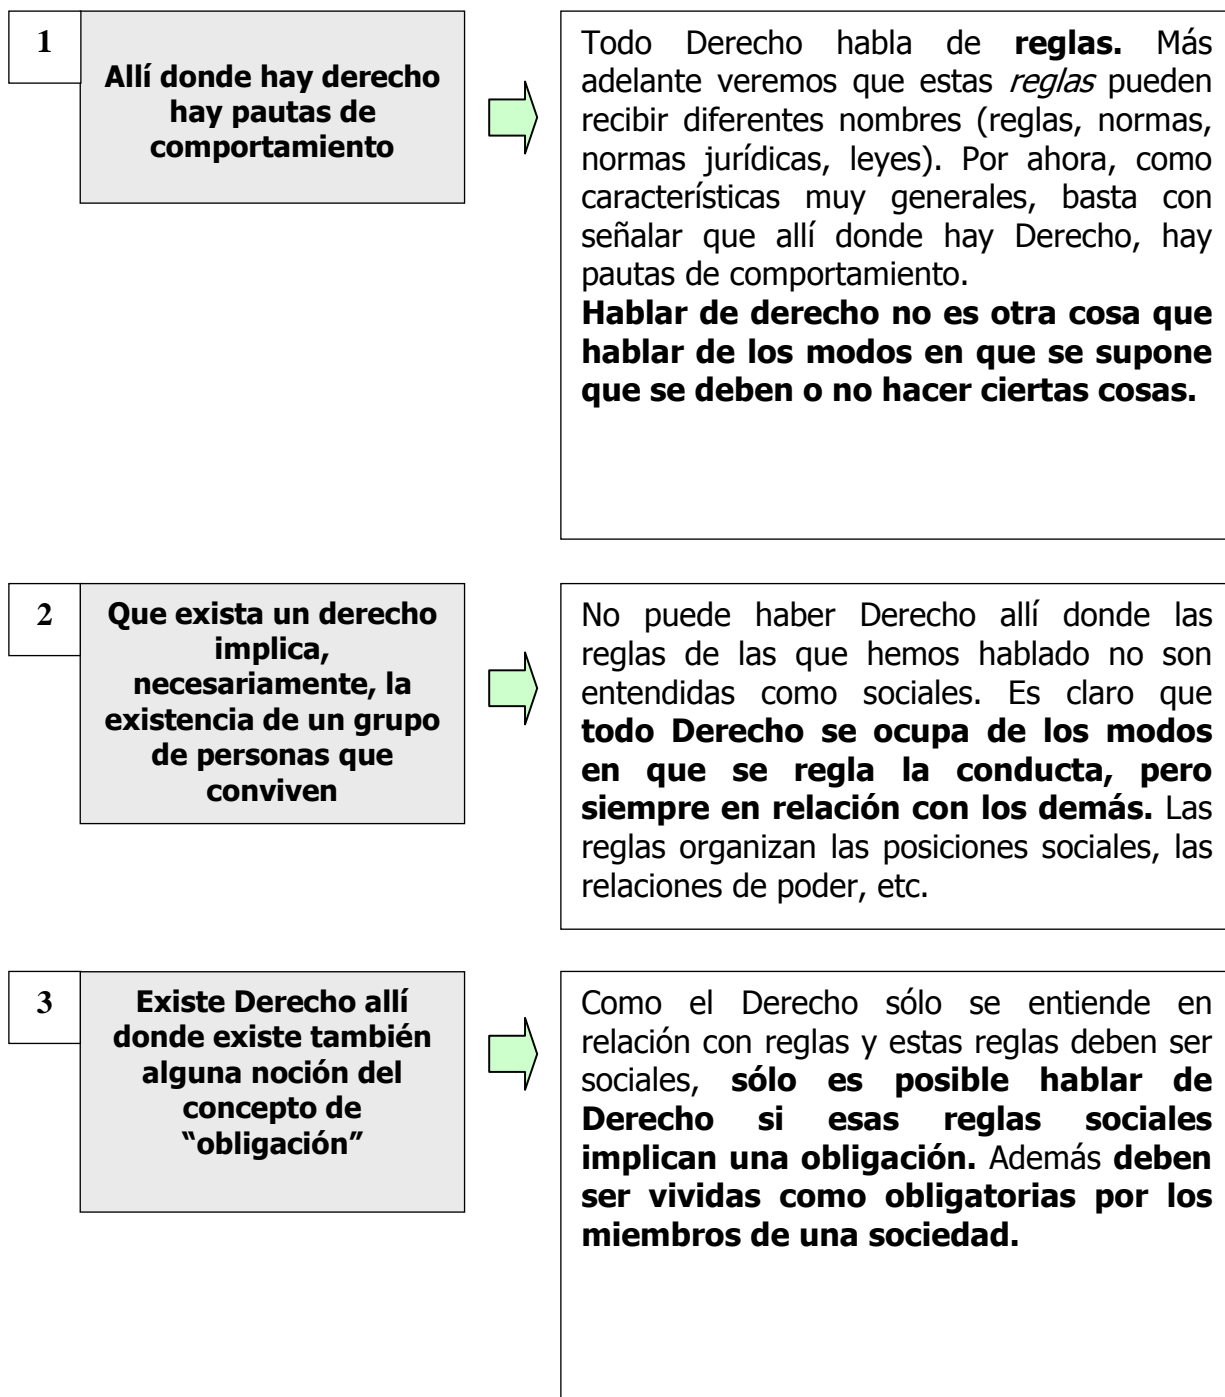 1
Allí donde hay derecho
hay pautas de
comportamiento
Todo Derecho habla de reglas. Más
adelante veremos que estas reglas pueden
recibir diferentes nombres (reglas, normas,
normas jurídicas, leyes). Por ahora, como
características muy generales, basta con
señalar que allí donde hay Derecho, hay
pautas de comportamiento.
Hablar de derecho no es otra cosa que
hablar de los modos en que se supone
que se deben o no hacer ciertas cosas.
2
Que exista un derecho
implica,
necesariamente, la
existencia de un grupo
de personas que
conviven
No puede haber Derecho allí donde las
reglas de las que hemos hablado no son
entendidas como sociales. Es claro que
todo Derecho se ocupa de los modos
en que se regla la conducta, pero
siempre en relación con los demás. Las
reglas organizan las posiciones sociales, las
relaciones de poder, etc.
3
Existe Derecho allí
donde existe también
alguna noción del
concepto de
“obligación”
Como el Derecho sólo se entiende en
relación con reglas y estas reglas deben ser
sociales, sólo es posible hablar de
Derecho si esas reglas sociales
implican una obligación. Además deben
ser vividas como obligatorias por los
miembros de una sociedad.